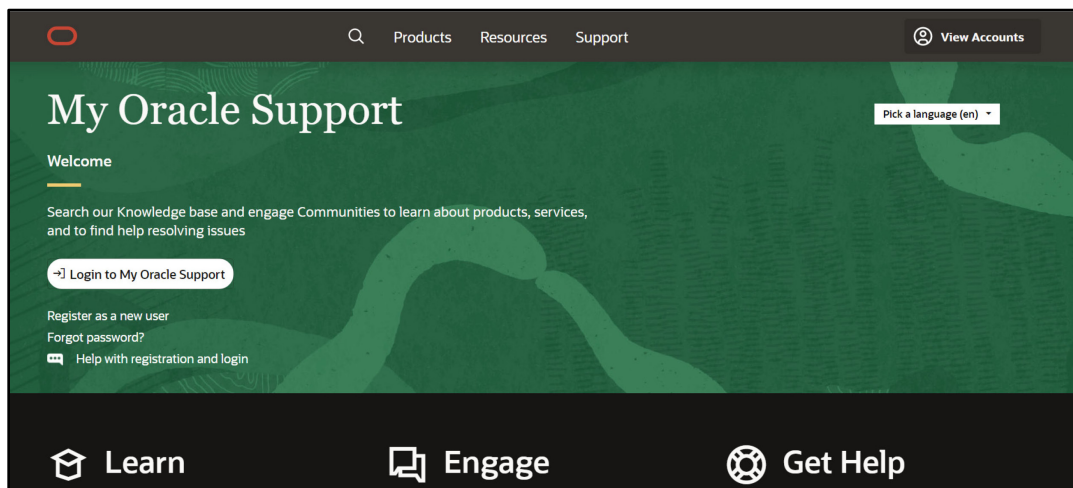 Products Resources Support View Accounts
My Oracle Support
Pick a language (en)
Welcome
Search our Knowledge base and engage Communities to learn about products, services,
and to find help resolving issues
Login to My Oracle Support
Register as a new user
Forgot password?
Help with registration and login
Learn Engage Get Help